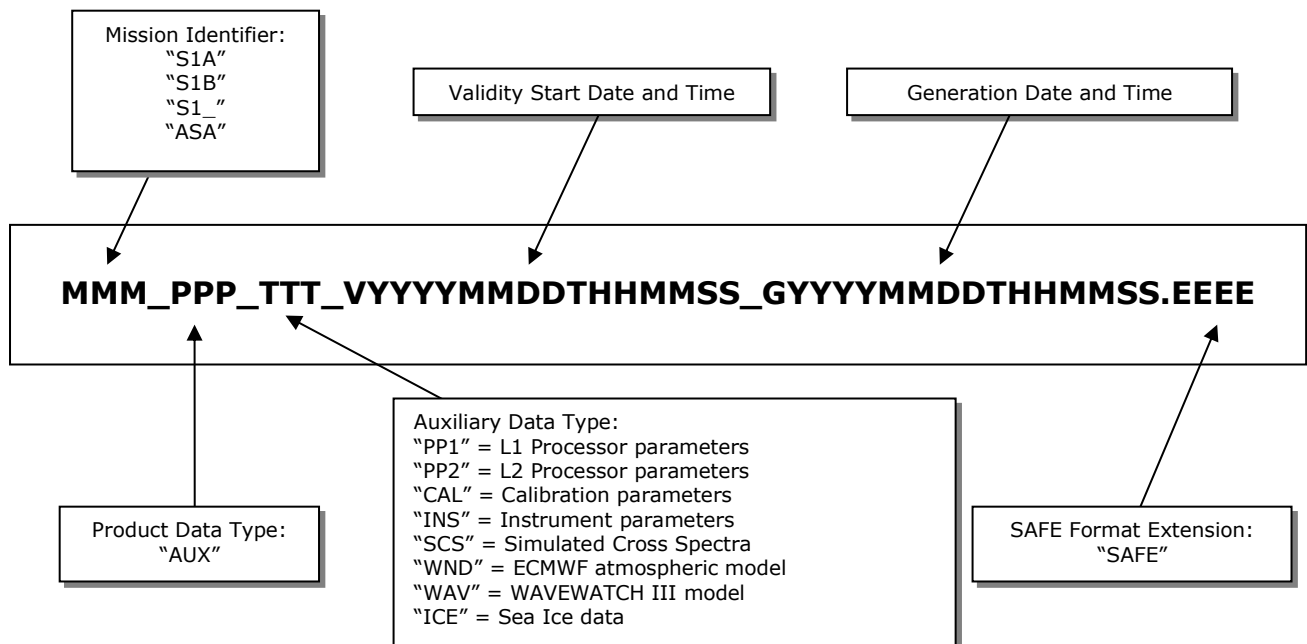 Mission Identifier:
“S1A”
“S1B”
“S1_”
“ASA”
Validity Start Date and Time
Generation Date and Time
MMM_PPP_TTT_VYYYYMMDDTHHMMSS_GYYYYMMDDTHHMMSS.EEEE
Auxiliary Data Type:
“PP1” = L1 Processor parameters
“PP2” = L2 Processor parameters
“CAL” = Calibration parameters
“INS” = Instrument parameters
“SCS” = Simulated Cross Spectra
“WND” = ECMWF atmospheric model
“WAV” = WAVEWATCH III model
“ICE” = Sea Ice data
Product Data Type:
“AUX”
SAFE Format Extension:
“SAFE”